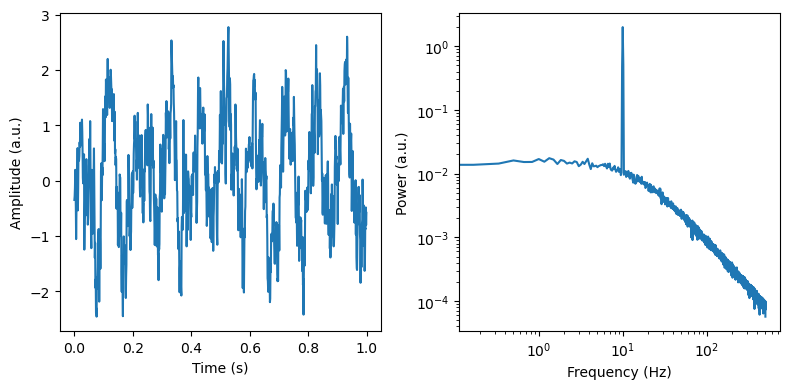 Amplitude (a.u.)
3
2
1
0
−1
−2
0.0 0.2 0.4 0.6 0.8 1.0
Time (s)
Power (a.u.)
10⁰
10⁻¹
10⁻²
10⁻³
10⁻⁴
10⁰ 10¹ 10²
Frequency (Hz)